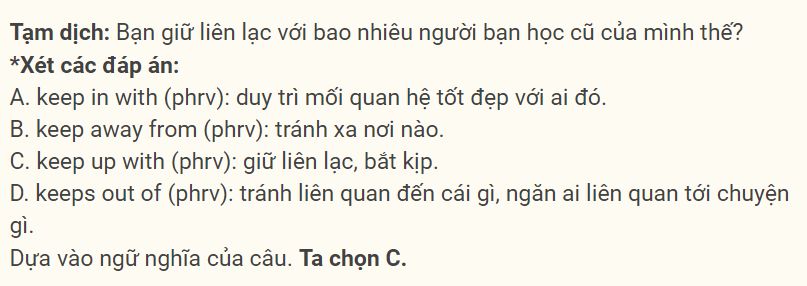 Tạm dịch: Bạn giữ liên lạc với bao nhiêu người bạn học cũ của mình thế?
*Xét các đáp án:
A. keep in with (phrv): duy trì mối quan hệ tốt đẹp với ai đó.
B. keep away from (phrv): tránh xa nơi nào.
C. keep up with (phrv): giữ liên lạc, bắt kịp.
D. keeps out of (phrv): tránh liên quan đến cái gì, ngăn ai liên quan tới chuyện
gì.
Dựa vào ngữ nghĩa của câu. Ta chọn C.